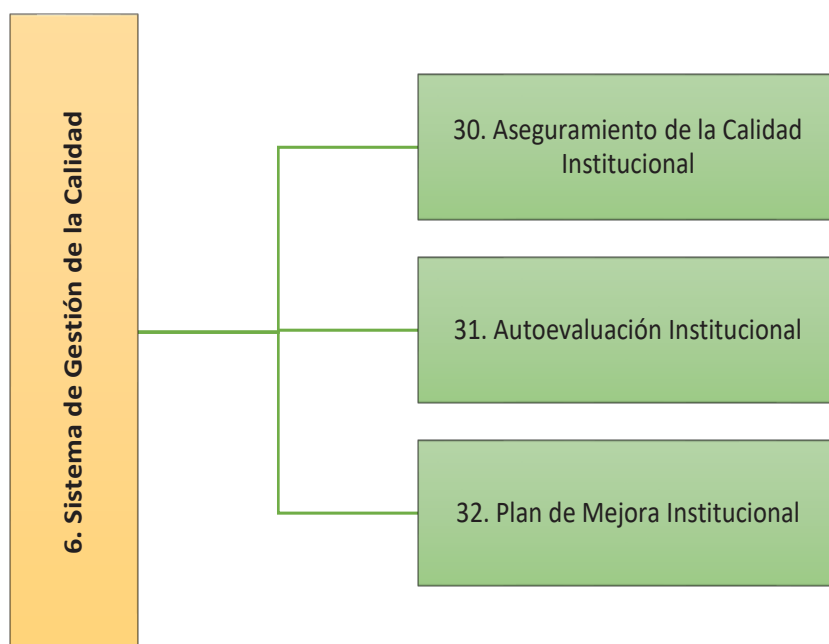 6. Sistema de Gestión de la Calidad
30. Aseguramiento de la Calidad
Institucional
31. Autoevaluación Institucional
32. Plan de Mejora Institucional